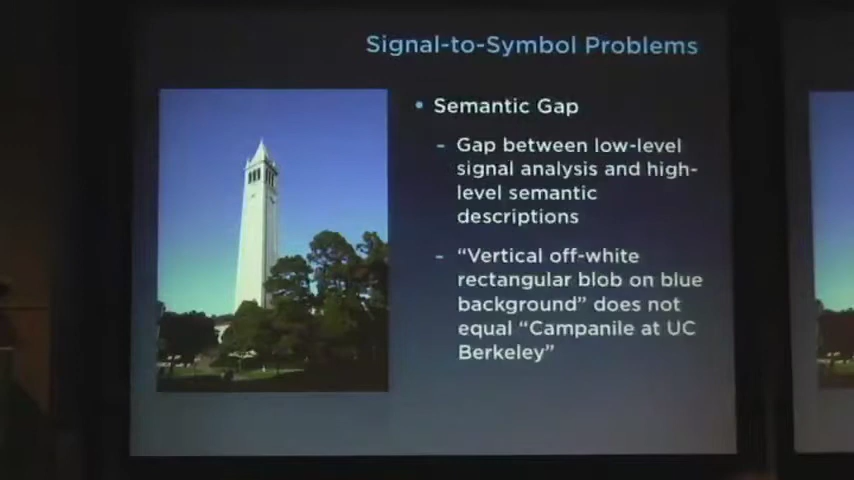 Signal-to-Symbol Problems
• Semantic Gap
- Gap between low-level
signal analysis and high-
level semantic
descriptions
- “Vertical off-white
rectangular blob on blue
background” does not
equal “Campanile at UC
Berkeley”